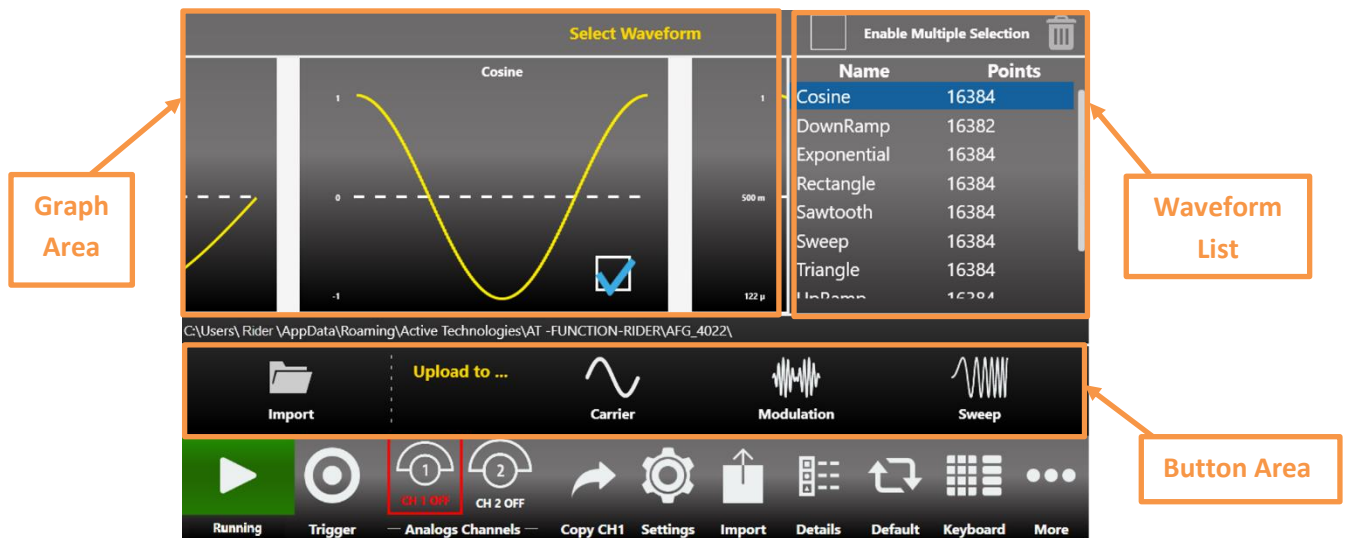 Select Waveform
Enable Multiple Selection
Cosine
1
0
-1
1
500 m
122 µ
Name Points
Cosine 16384
DownRamp 16382
Exponential 16384
Rectangle 16384
Sawtooth 16384
Sweep 16384
Triangle 16384
UpRamp 16384
Graph
Area
Waveform
List
C:\Users\ Rider \AppData\Roaming\Active Technologies\AT -FUNCTION-RIDER\AFG_4022\
Import
Upload to ...
Carrier
Modulation
Sweep
Button Area
1
CH 1 OFF
2
CH 2 OFF
Running
Trigger
Analogs Channels
Copy CH1
Settings
Import
Details
Default
Keyboard
More